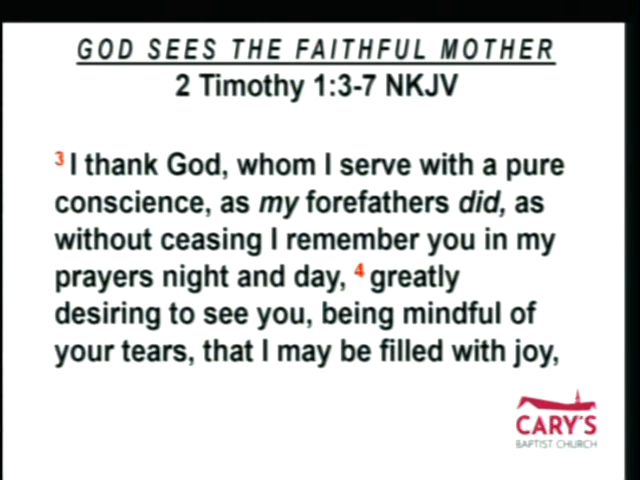 GOD SEES THE FAITHFUL MOTHER
2 Timothy 1:3-7 NKJV
3 I thank God, whom I serve with a pure
conscience, as my forefathers did, as
without ceasing I remember you in my
prayers night and day, 4 greatly
desiring to see you, being mindful of
your tears, that I may be filled with joy,
CARY'S
BAPTIST CHURCH